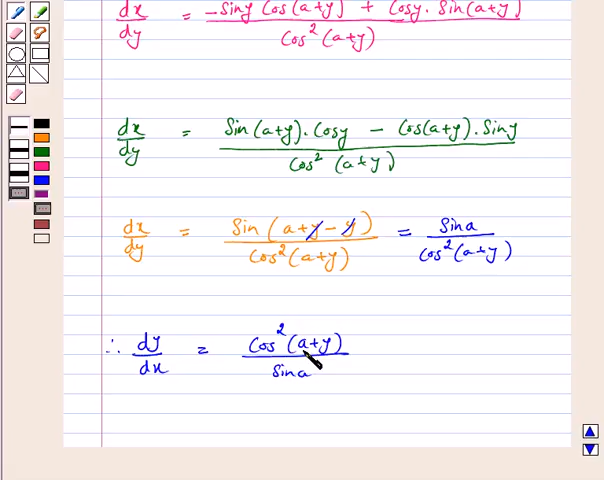 dx/dy = -Siny Cos(a+y) + Cosy. Sin(a+y) / Cos²(a+y)
dx/dy = Sin(a+y). Cosy - Cos(a+y). Siny / Cos²(a+y)
dx/dy = Sin(a+y-y) / Cos²(a+y) = Sina / Cos²(a+y)
∴ dy/dx = Cos²(a+y) / Sina